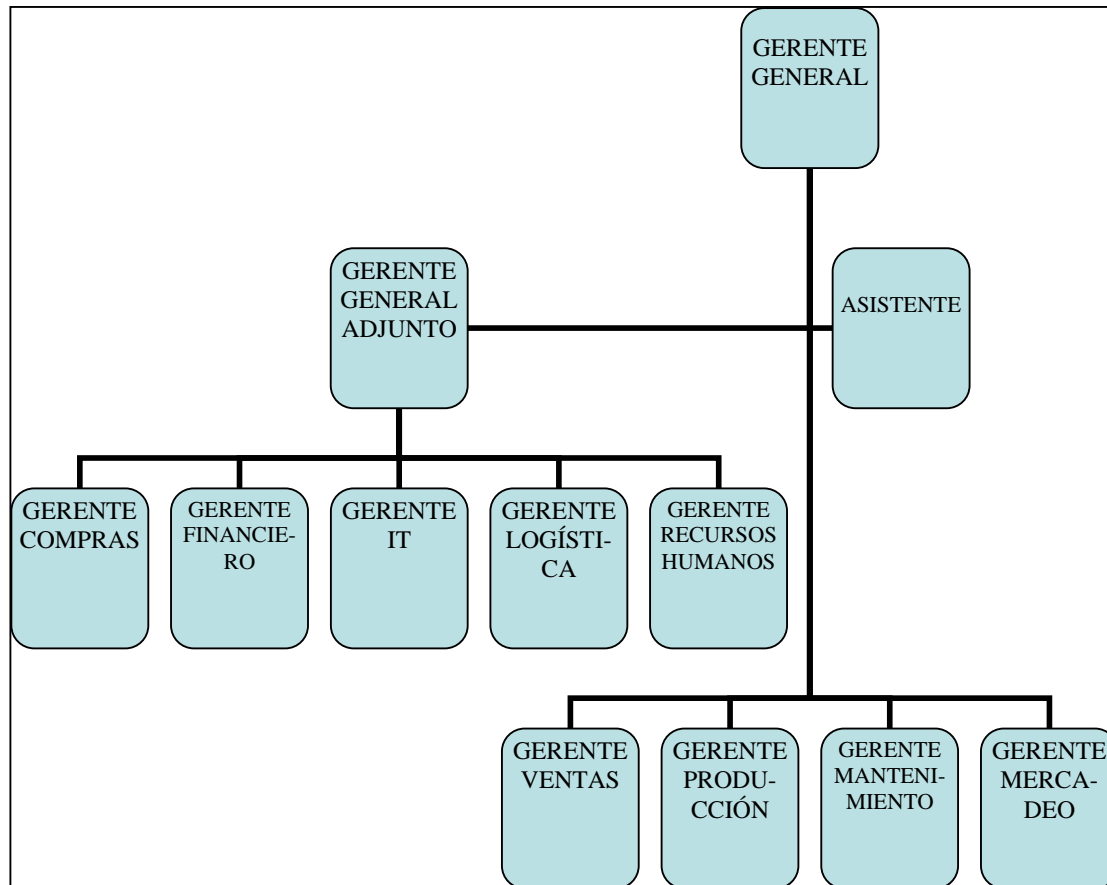 GERENTE
GENERAL
GERENTE
GENERAL
ADJUNTO
ASISTENTE
GERENTE
COMPRAS
GERENTE
FINANCIE-
RO
GERENTE
IT
GERENTE
LOGÍSTI-
CA
GERENTE
RECURSOS
HUMANOS
GERENTE
VENTAS
GERENTE
PRODU-
CCIÓN
GERENTE
MANTENI-
MIENTO
GERENTE
MERCA-
DEO